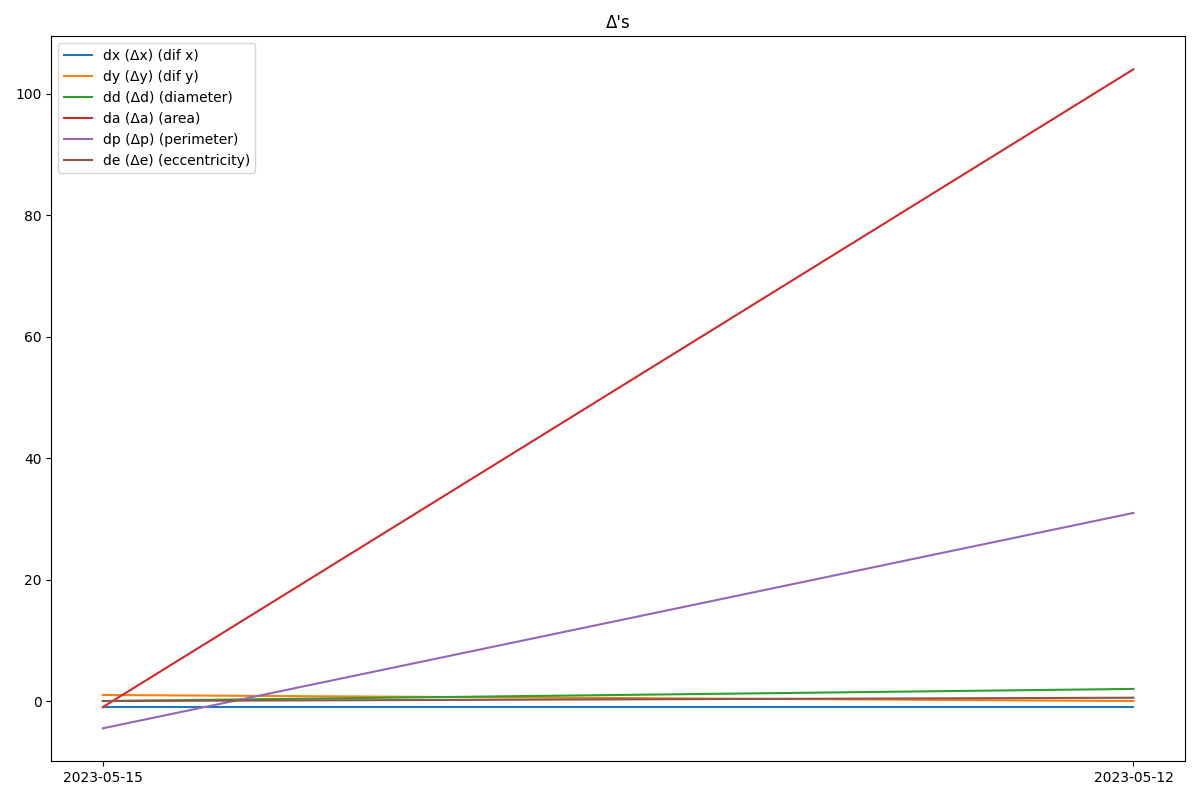 Δ's
dx (Δx) (dif x)
dy (Δy) (dif y)
dd (Δd) (diameter)
da (Δa) (area)
dp (Δp) (perimeter)
de (Δe) (eccentricity)
100
80
60
40
20
0
2023-05-15
2023-05-12